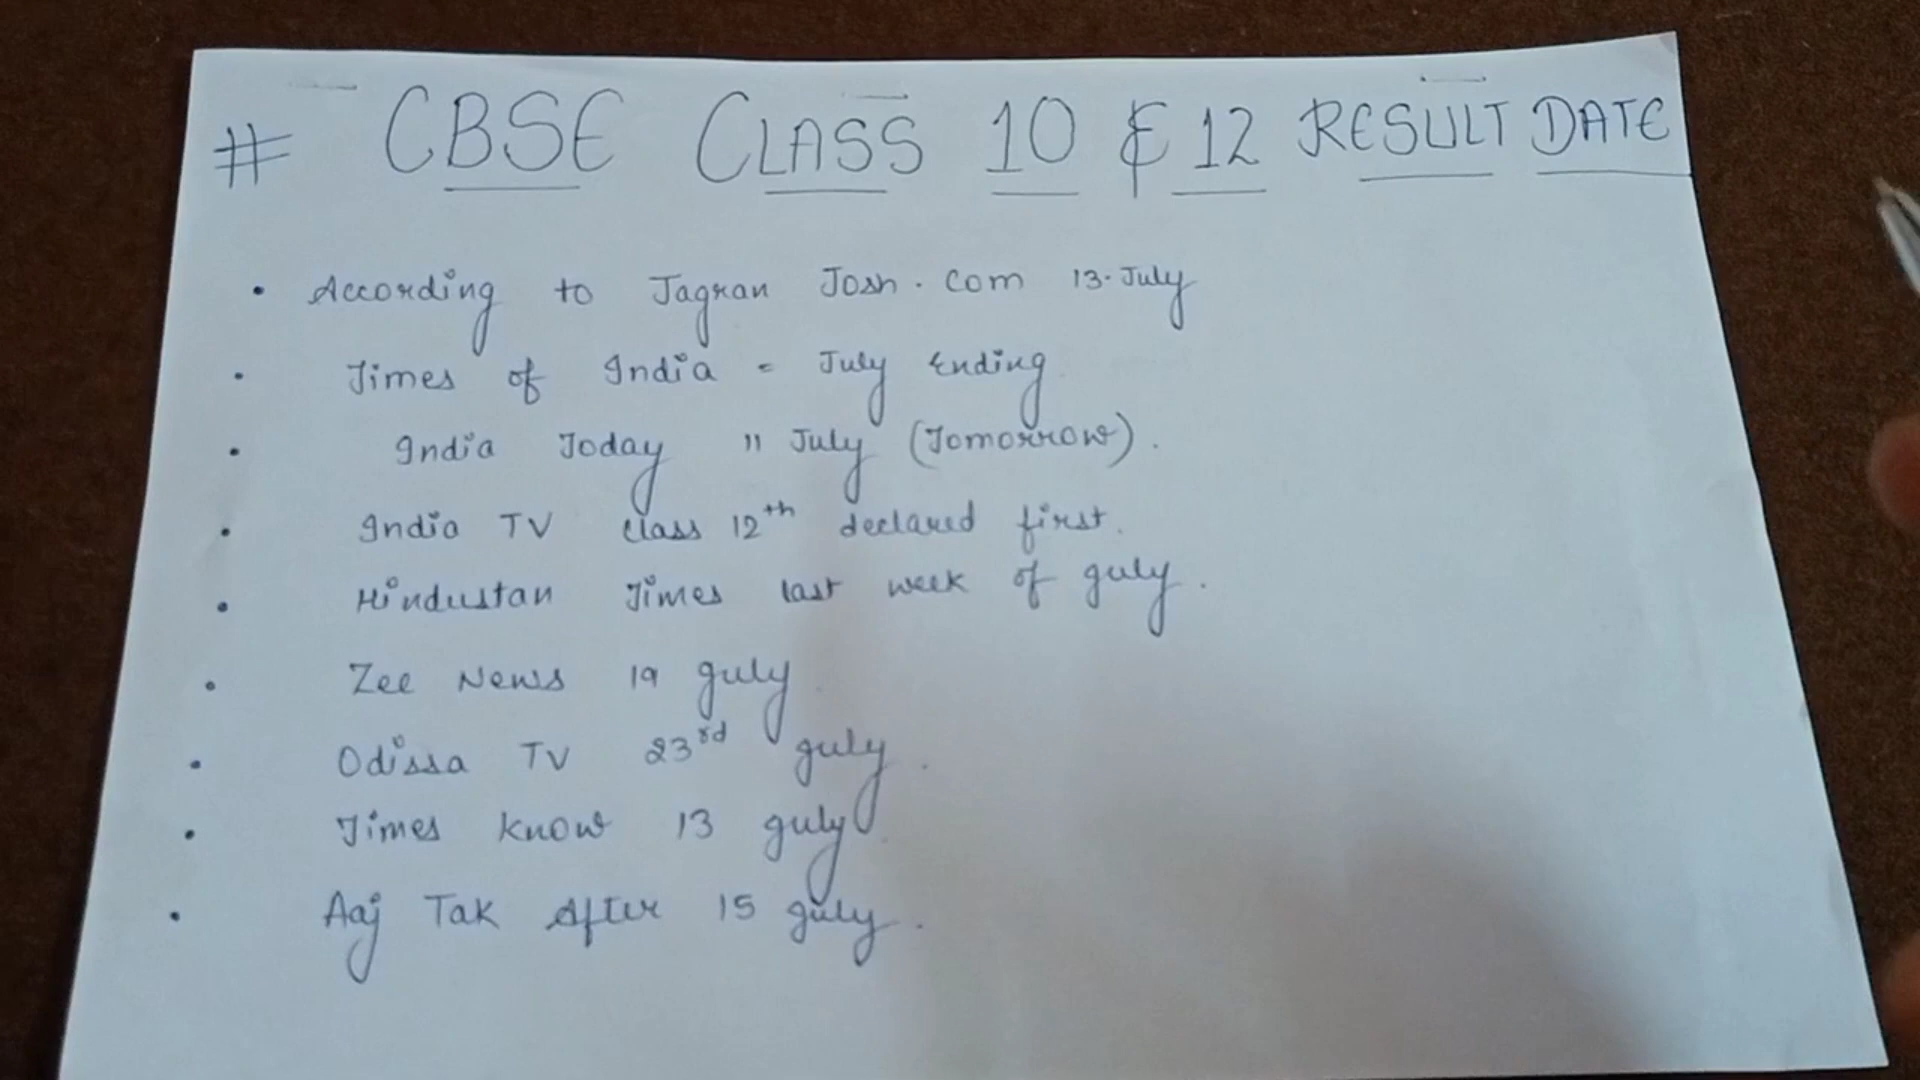 # CBSE CLASS 10 & 12 RESULT DATE
• According to Jagran Josh.com 13-July
• Times of India = July Ending
• India Today 11 July (Tomorrow).
• India TV class 12th declared first.
• Hindustan Times last week of july.
• Zee News 19 july
• Odissa TV 23rd july.
• Times know 13 july
• Aaj Tak After 15 july.